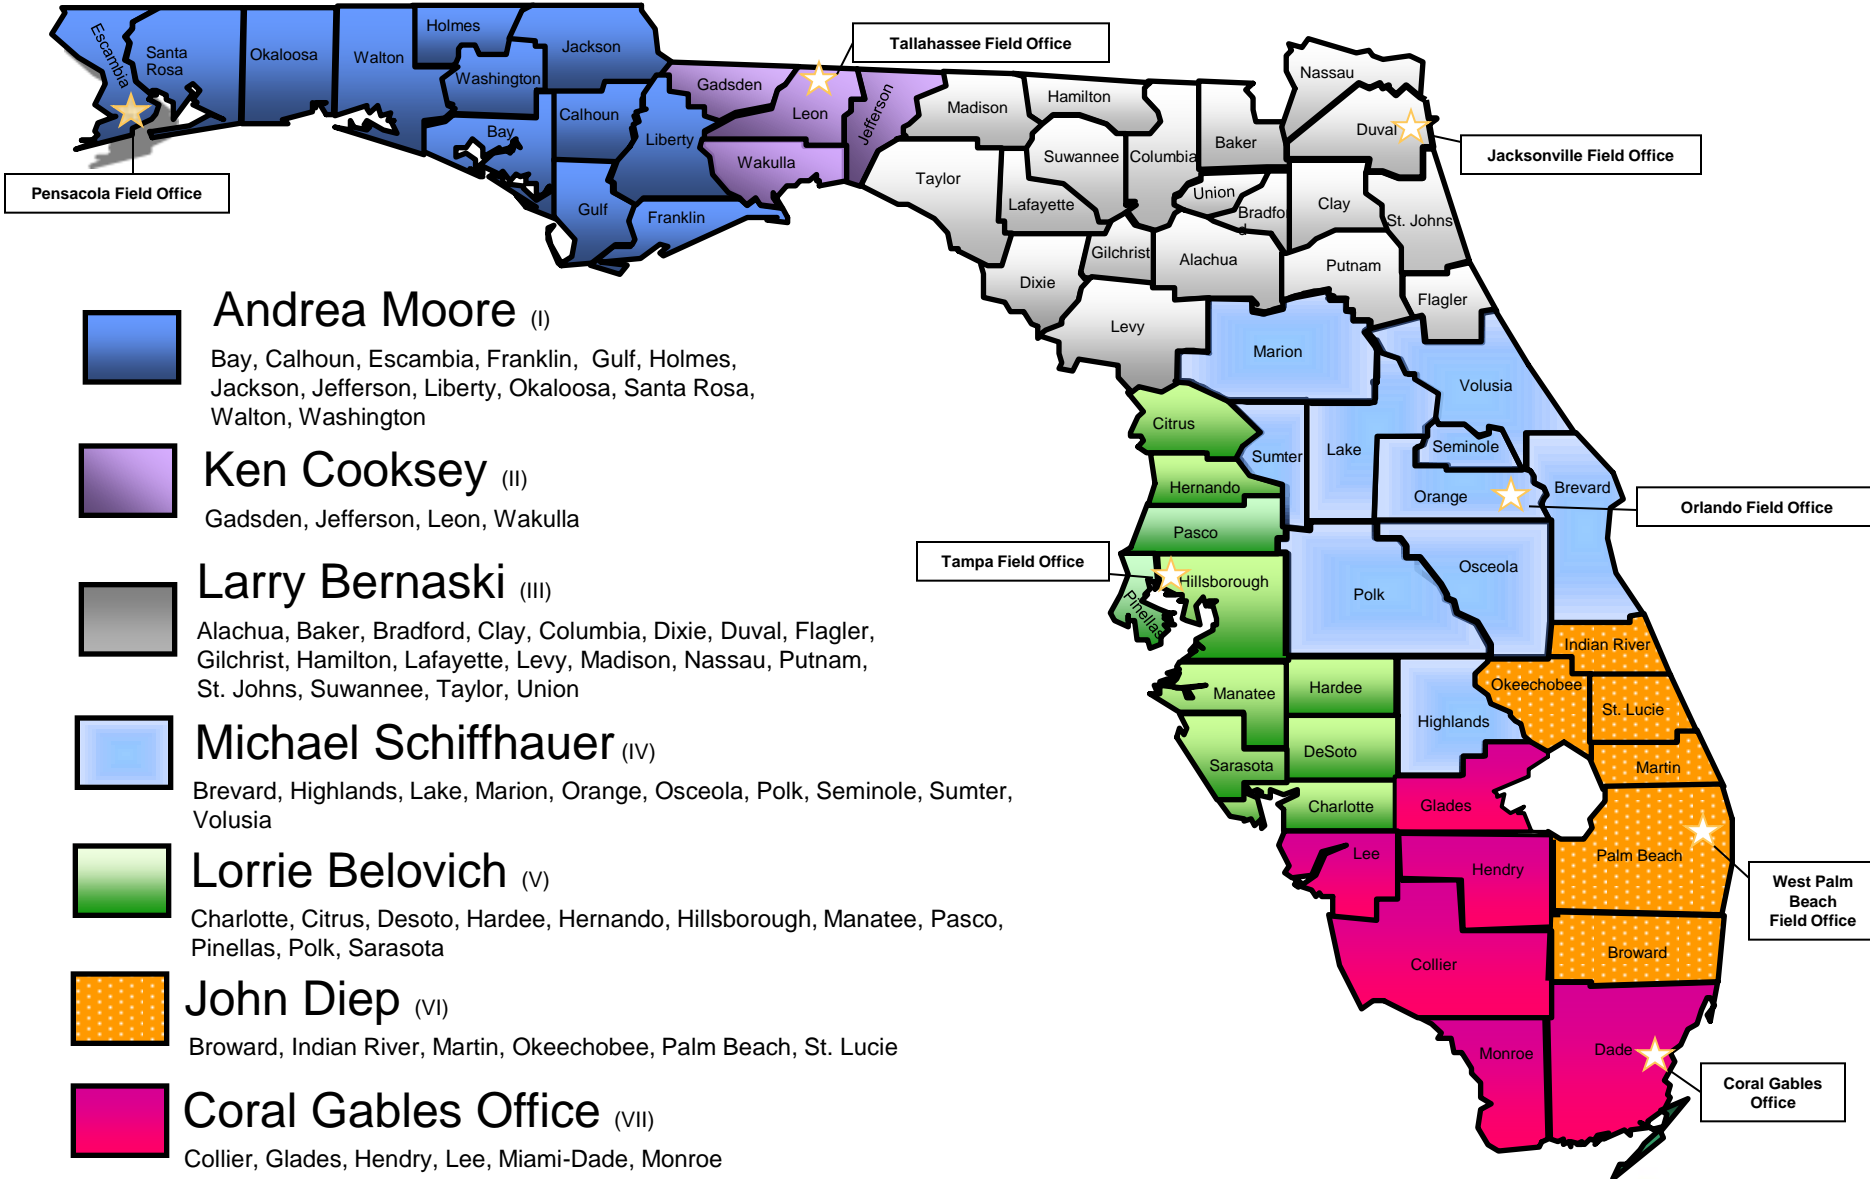 Holmes
Escambia
Santa
Rosa
Okaloosa
Walton
Jackson
Washington
Tallahassee Field Office
Gadsden
Leon
Jefferson
Madison
Hamilton
Nassau
Bay
Calhoun
Liberty
Wakulla
Suwannee
Columbia
Baker
Duval
Jacksonville Field Office
Pensacola Field Office
Taylor
Lafayette
Union
Bradfo
d
Clay
St. Johns
Gulf
Franklin
Gilchrist
Alachua
Putnam
Dixie
Flagler
Levy
Marion
Volusia
Citrus
Sumter
Lake
Seminole
Hernando
Orange
Brevard
Orlando Field Office
Pasco
Tampa Field Office
Hillsborough
Pinellas
Polk
Osceola
Indian River
Manatee
Hardee
Highlands
Okeechobee
St. Lucie
Sarasota
DeSoto
Martin
Charlotte
Glades
Lee
Hendry
Palm Beach
West Palm
Beach
Field Office
Collier
Broward
Monroe
Dade
Coral Gables
Office
Andrea Moore (I)
Bay, Calhoun, Escambia, Franklin, Gulf, Holmes,
Jackson, Jefferson, Liberty, Okaloosa, Santa Rosa,
Walton, Washington
Ken Cooksey (II)
Gadsden, Jefferson, Leon, Wakulla
Larry Bernaski (III)
Alachua, Baker, Bradford, Clay, Columbia, Dixie, Duval, Flagler,
Gilchrist, Hamilton, Lafayette, Levy, Madison, Nassau, Putnam,
St. Johns, Suwannee, Taylor, Union
Michael Schiffhauer (IV)
Brevard, Highlands, Lake, Marion, Orange, Osceola, Polk, Seminole, Sumter,
Volusia
Lorrie Belovich (V)
Charlotte, Citrus, Desoto, Hardee, Hernando, Hillsborough, Manatee, Pasco,
Pinellas, Polk, Sarasota
John Diep (VI)
Broward, Indian River, Martin, Okeechobee, Palm Beach, St. Lucie
Coral Gables Office (VII)
Collier, Glades, Hendry, Lee, Miami-Dade, Monroe